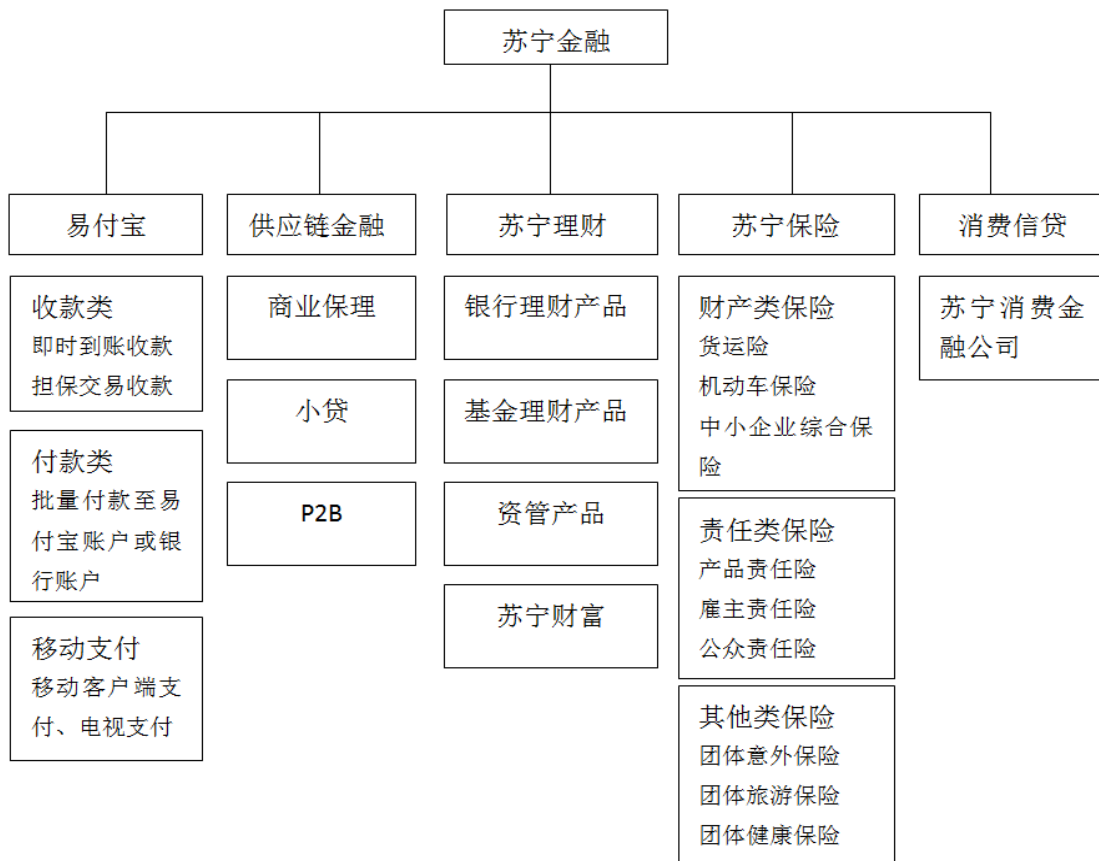 苏宁金融
易付宝
供应链金融
苏宁理财
苏宁保险
消费信贷
收款类
即时到账收款
担保交易收款
付款类
批量付款至易
付宝账户或银
行账户
移动支付
移动客户端支
付、电视支付
商业保理
小贷
P2B
银行理财产品
基金理财产品
资管产品
苏宁财富
财产类保险
货运险
机动车保险
中小企业综合保
险
责任类保险
产品责任险
雇主责任险
公众责任险
其他类保险
团体意外保险
团体旅游保险
团体健康保险
苏宁消费金
融公司